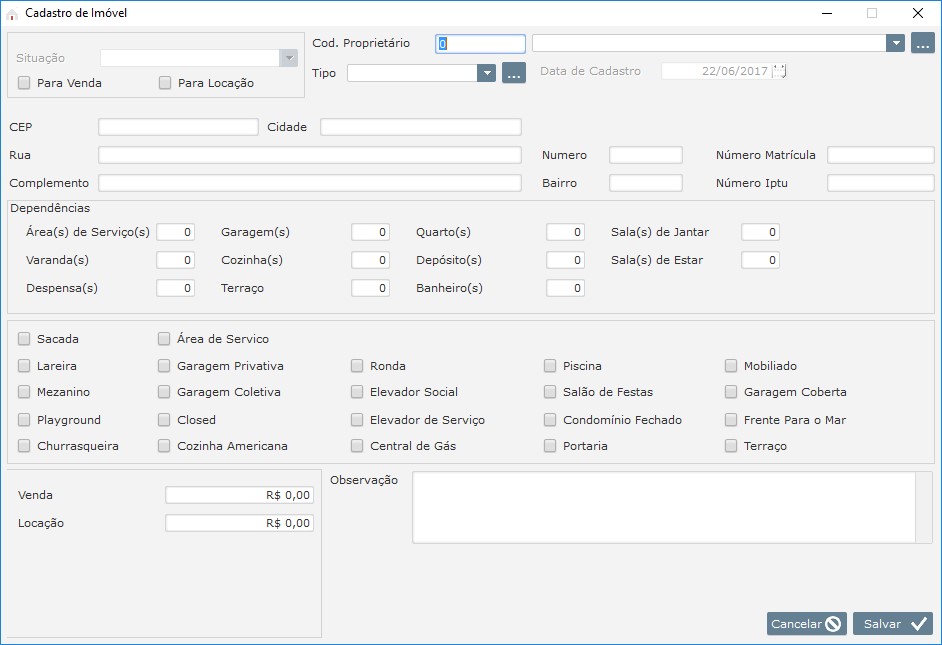 Cadastro de Imóvel
Situação
Para Venda Para Locação
Cod. Proprietário 0 ...
Tipo ... Data de Cadastro 22/06/2017
CEP Cidade
Rua Numero Número Matrícula
Complemento Bairro Número Iptu
Dependências
Área(s) de Serviço(s) 0 Garagem(s) 0 Quarto(s) 0 Sala(s) de Jantar 0
Varanda(s) 0 Cozinha(s) 0 Depósito(s) 0 Sala(s) de Estar 0
Despensa(s) 0 Terraço 0 Banheiro(s) 0
Sacada Área de Servico
Lareira Garagem Privativa Ronda Piscina Mobiliado
Mezanino Garagem Coletiva Elevador Social Salão de Festas Garagem Coberta
Playground Closed Elevador de Serviço Condomínio Fechado Frente Para o Mar
Churrasqueira Cozinha Americana Central de Gás Portaria Terraço
Venda R$ 0,00
Locação R$ 0,00
Observação
Cancelar Salvar